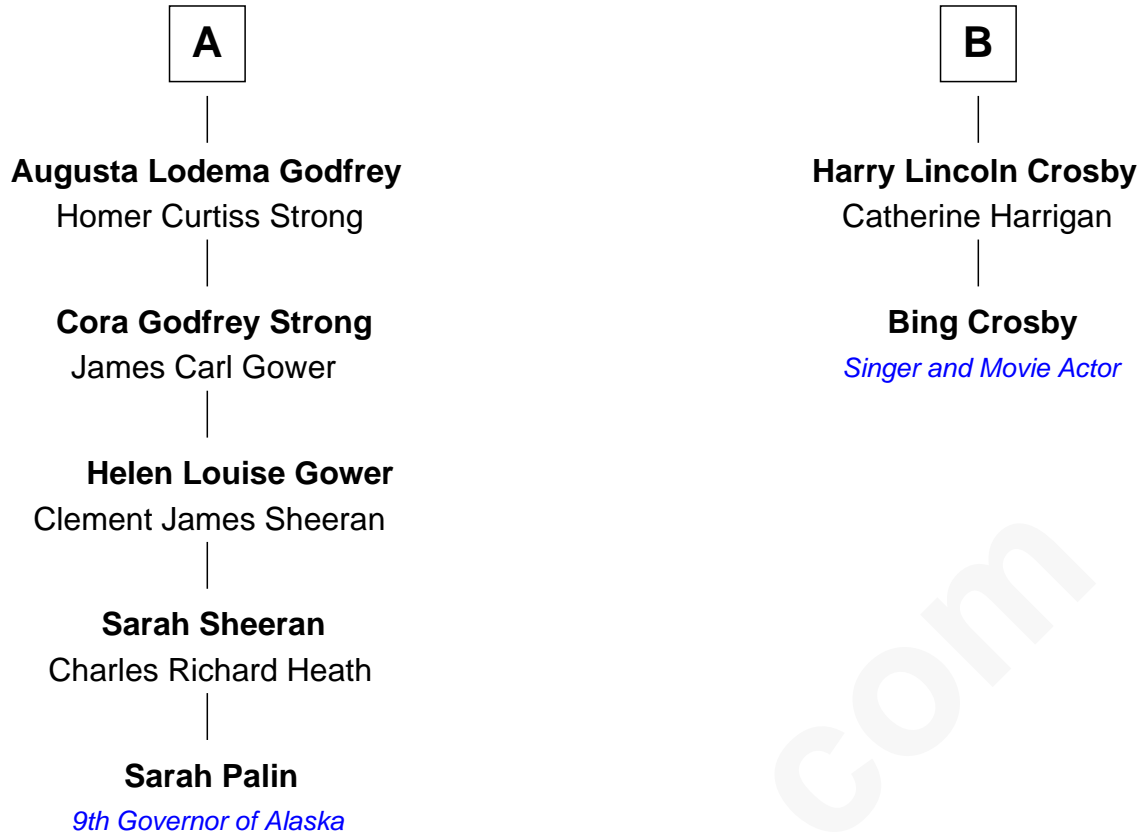 A
Augusta Lodema Godfrey
Homer Curtiss Strong
Cora Godfrey Strong
James Carl Gower
Helen Louise Gower
Clement James Sheeran
Sarah Sheeran
Charles Richard Heath
Sarah Palin
9th Governor of Alaska
B
Harry Lincoln Crosby
Catherine Harrigan
Bing Crosby
Singer and Movie Actor
com